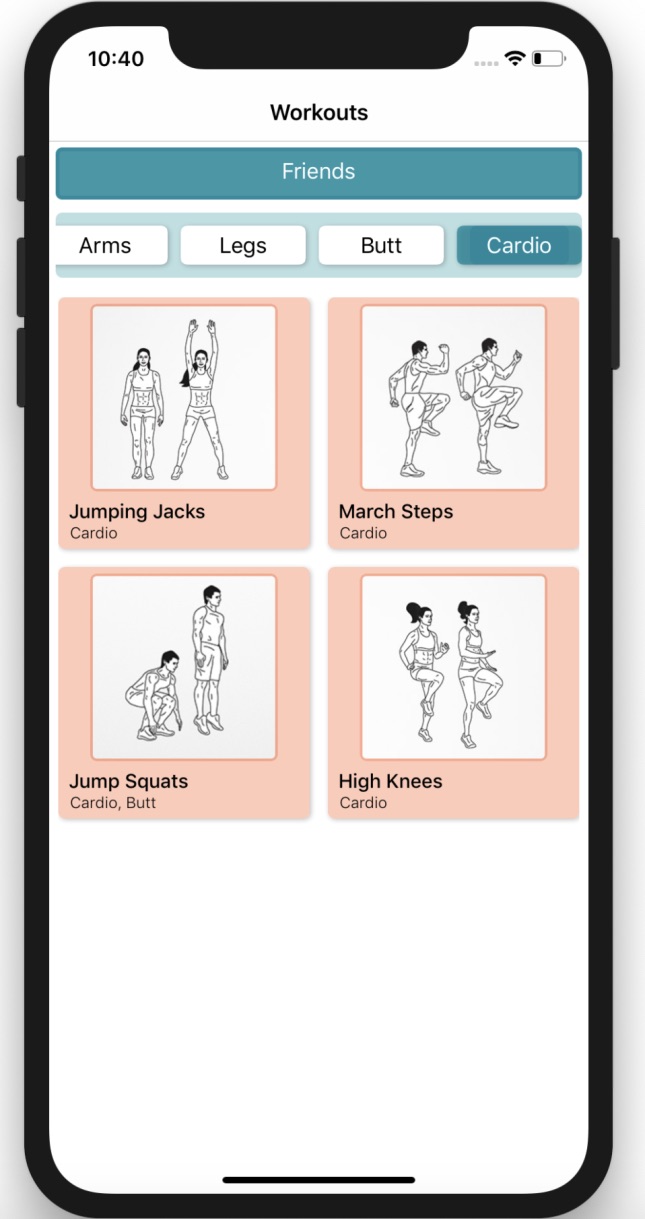 10:40
Workouts
Friends
Arms Legs Butt Cardio
Jumping Jacks March Steps
Cardio Cardio
Jump Squats High Knees
Cardio, Butt Cardio